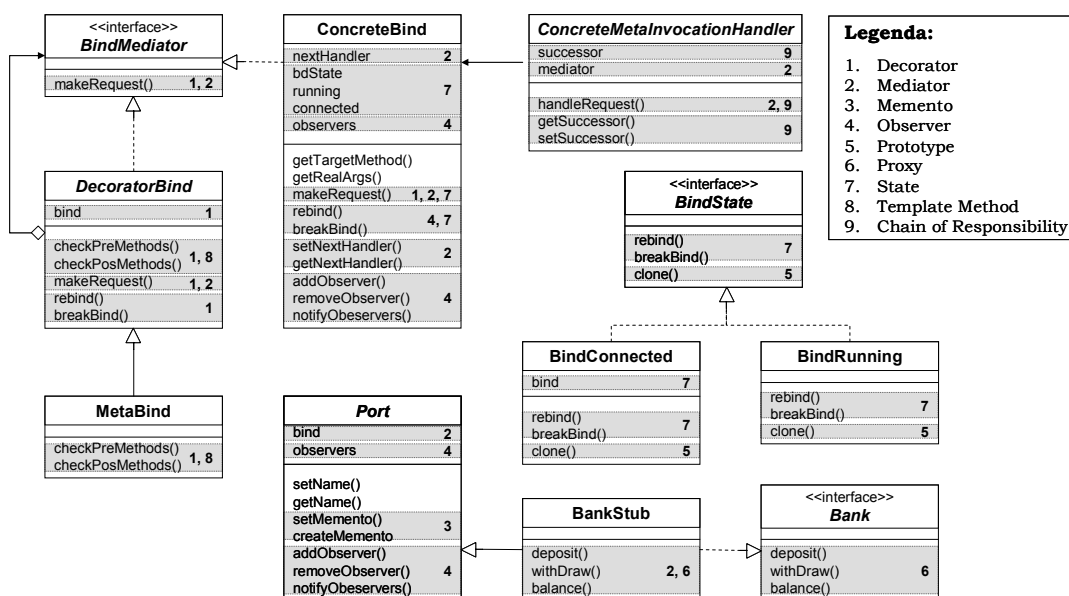 <<interface>>
BindMediator
makeRequest() 1, 2
ConcreteBind
nextHandler 2
bdState
running 7
connected
observers 4
getTargetMethod()
getRealArgs()
makeRequest() 1, 2, 7
rebind()
breakBind() 4, 7
setNextHandler()
getNextHandler() 2
addObserver()
removeObserver() 4
notifyObeservers()
ConcreteMetaInvocationHandler
successor 9
mediator 2
handleRequest() 2, 9
getSuccessor()
setSuccessor() 9
Legenda:
1. Decorator
2. Mediator
3. Memento
4. Observer
5. Prototype
6. Proxy
7. State
8. Template Method
9. Chain of Responsibility
DecoratorBind
bind 1
checkPreMethods()
checkPosMethods() 1, 8
makeRequest() 1, 2
rebind()
breakBind() 1
<<interface>>
BindState
rebind()
breakBind() 7
clone() 5
BindConnected
bind 7
rebind()
breakBind() 7
clone() 5
BindRunning
rebind()
breakBind() 7
clone() 5
MetaBind
checkPreMethods()
checkPosMethods() 1, 8
Port
bind 2
observers 4
setName()
getName()
setMemento()
createMemento 3
addObserver()
removeObserver() 4
notifyObeservers()
BankStub
deposit()
withDraw() 2, 6
balance()
<<interface>>
Bank
deposit()
withDraw() 6
balance()